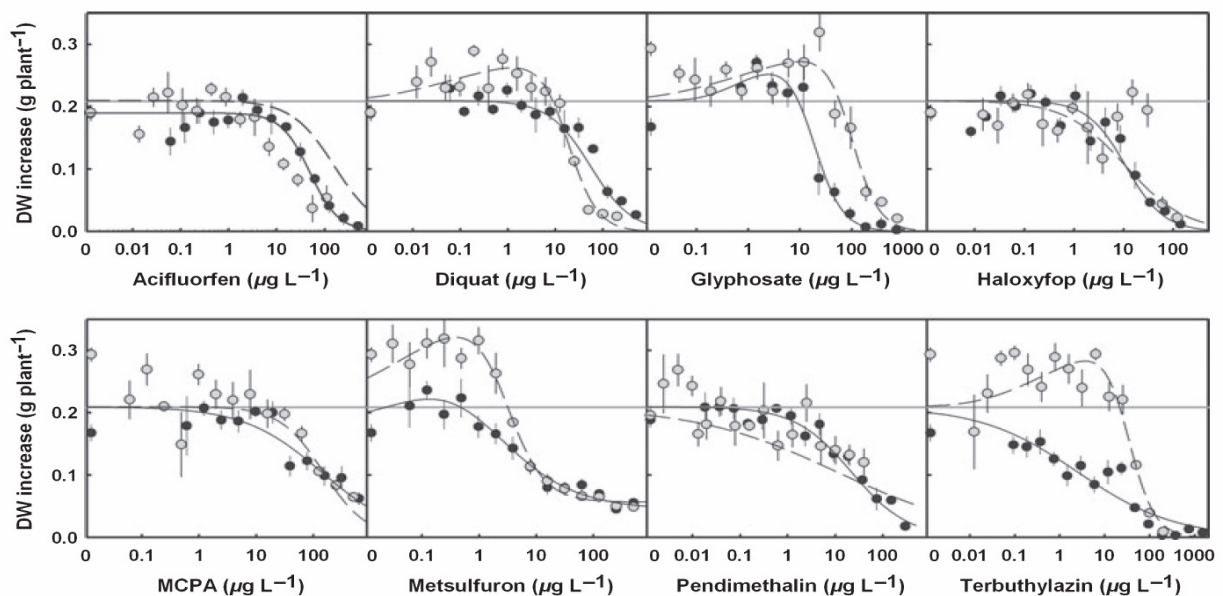 DW increase (g plant⁻¹)
0.3
0.2
0.1
0.0
0 0.01 0.1 1 10 100
0 0.01 0.1 1 10 100
0 0.1 1 10 100 1000
0 0.01 0.1 1 10 100
Acifluorfen (µg L⁻¹)
Diquat (µg L⁻¹)
Glyphosate (µg L⁻¹)
Haloxyfop (µg L⁻¹)
DW increase (g plant⁻¹)
0.3
0.2
0.1
0.0
0 0.1 1 10 100
0 0.1 1 10 100
0 0.01 0.1 1 10 100
0 0.01 0.1 1 10 100 1000
MCPA (µg L⁻¹)
Metsulfuron (µg L⁻¹)
Pendimethalin (µg L⁻¹)
Terbuthylazin (µg L⁻¹)